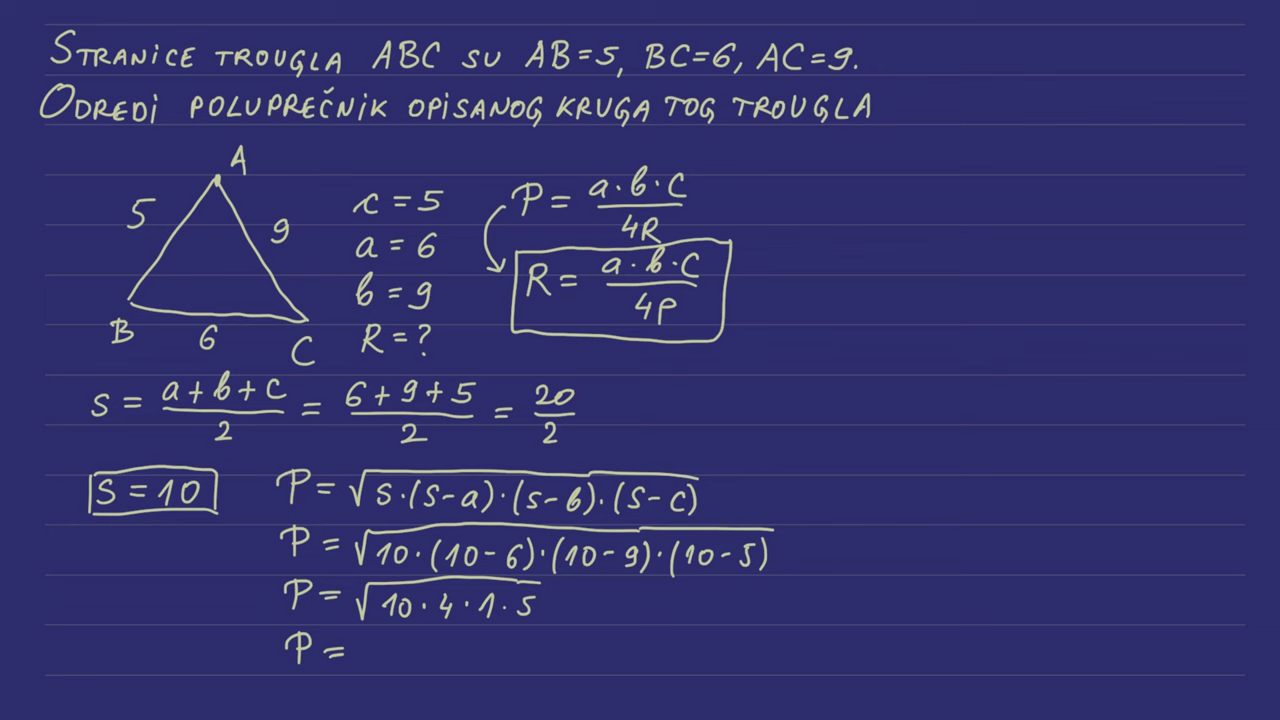 STRANICE TROUGLA ABC SU AB=5, BC=6, AC=9.
ODREDI POLUPREČNIK OPISANOG KRUGA TOG TROUGLA
A
5
9
B
6
C
c = 5
a = 6
b = 9
R = ?
P = a·b·c / 4R
R = a·b·c / 4P
S = a+b+c / 2 = 6+9+5 / 2 = 20 / 2
S = 10
P = √S·(S-a)·(S-b)·(S-c)
P = √10·(10-6)·(10-9)·(10-5)
P = √10·4·1·5
P =